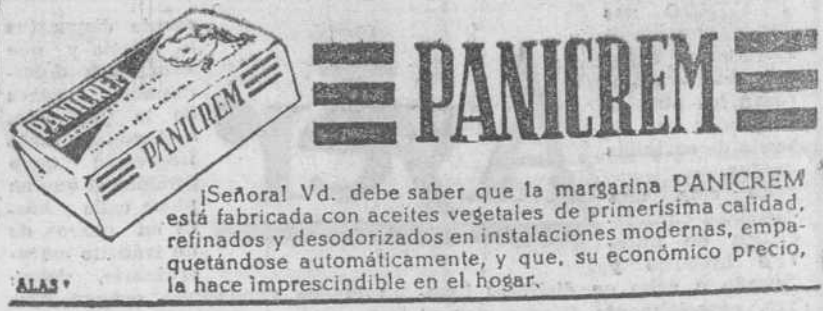 PANICREM
PANICREM
PANICREM
¡Señora! Vd. debe saber que la margarina PANICREM
está fabricada con aceites vegetales de primerísima calidad,
refinados y desodorizados en instalaciones modernas, empa-
quetándose automáticamente, y que, su económico precio,
la hace imprescindible en el hogar.
ALAS